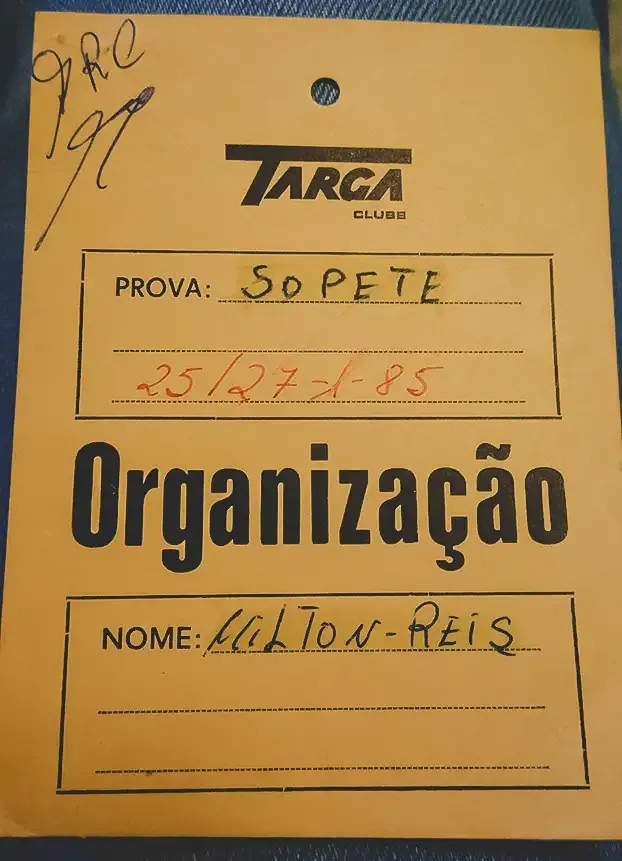 TARGA
CLUBE
PROVA: SOPETE
25/27-1-85
Organização
NOME: MILTON-REIS